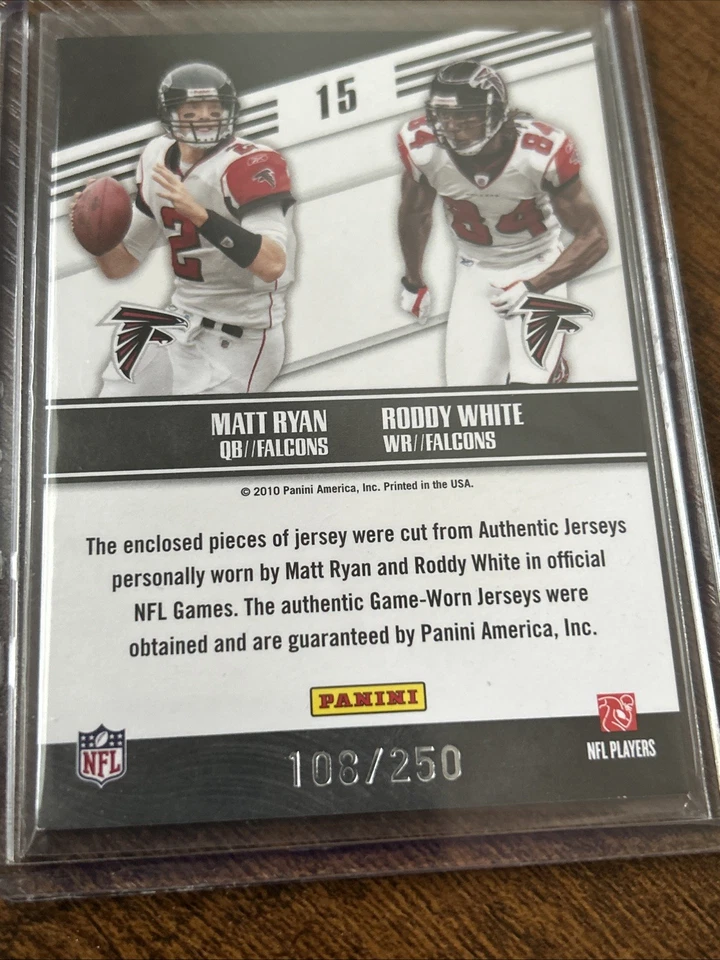 15
2
84
84
MATT RYAN
QB//FALCONS
RODDY WHITE
WR//FALCONS
© 2010 Panini America, Inc. Printed in the USA.
The enclosed pieces of jersey were cut from Authentic Jerseys
personally worn by Matt Ryan and Roddy White in official
NFL Games. The authentic Game-Worn Jerseys were
obtained and are guaranteed by Panini America, Inc.
PANINI
NFL
108/250
NFL PLAYERS